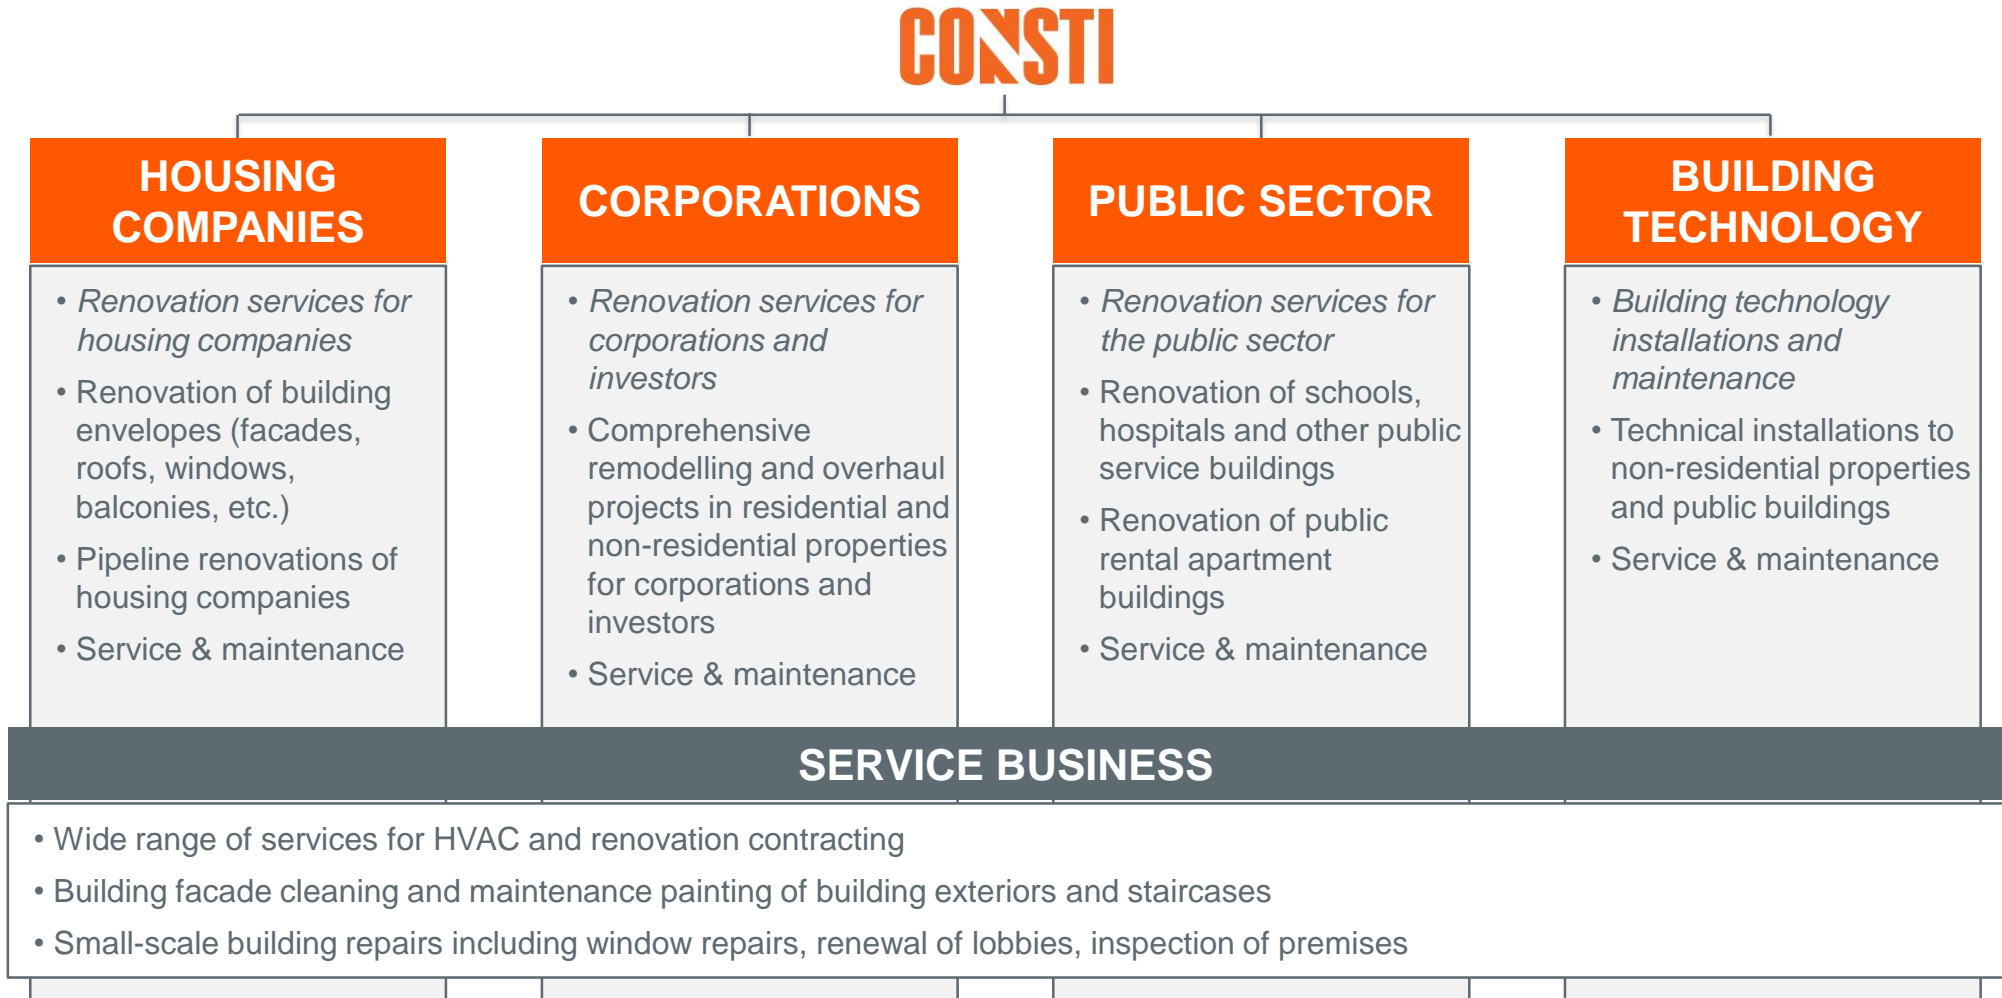 CONSTI
HOUSING
COMPANIES
• Renovation services for
housing companies
• Renovation of building
envelopes (facades,
roofs, windows,
balconies, etc.)
• Pipeline renovations of
housing companies
• Service & maintenance
CORPORATIONS
• Renovation services for
corporations and
investors
• Comprehensive
remodelling and overhaul
projects in residential and
non-residential properties
for corporations and
investors
• Service & maintenance
PUBLIC SECTOR
• Renovation services for
the public sector
• Renovation of schools,
hospitals and other public
service buildings
• Renovation of public
rental apartment
buildings
• Service & maintenance
BUILDING
TECHNOLOGY
• Building technology
installations and
maintenance
• Technical installations to
non-residential properties
and public buildings
• Service & maintenance
SERVICE BUSINESS
• Wide range of services for HVAC and renovation contracting
• Building facade cleaning and maintenance painting of building exteriors and staircases
• Small-scale building repairs including window repairs, renewal of lobbies, inspection of premises